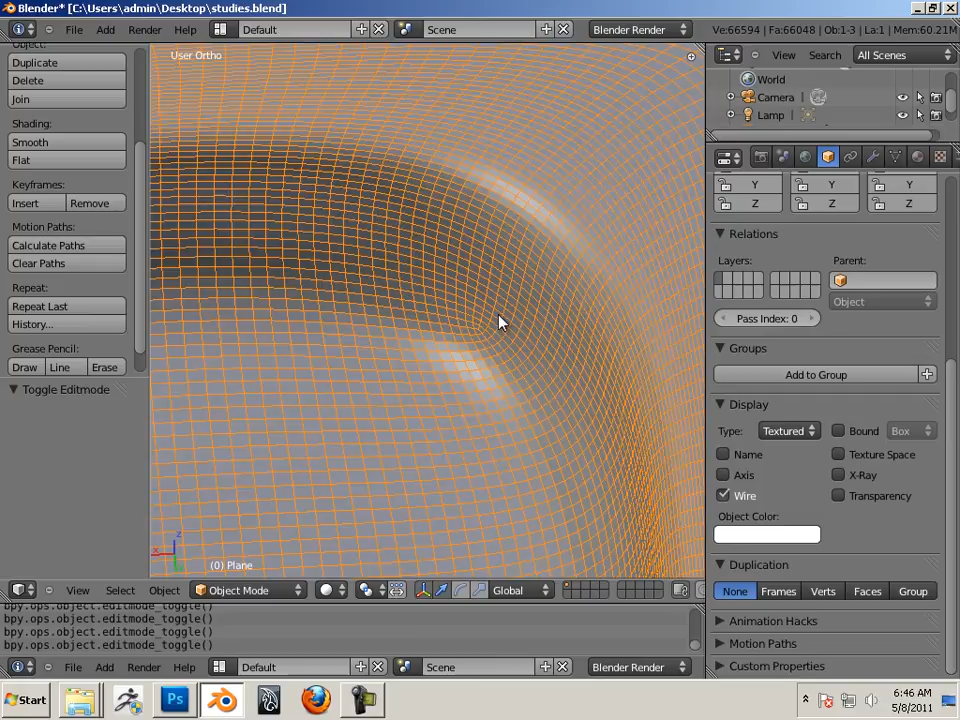 Blender* [C:\Users\admin\Desktop\studies.blend]
File Add Render Help Default Scene Blender Render Ve:66594 | Fa:66048 | Ob:1-3 | La:1 | Mem:60.21M
Object:
Duplicate
Delete
Join
Shading:
Smooth
Flat
Keyframes:
Insert Remove
Motion Paths:
Calculate Paths
Clear Paths
Repeat:
Repeat Last
History...
Grease Pencil:
Draw Line Erase
Toggle Editmode
User Ortho
x z
(0) Plane
View Select Object Object Mode Global
bpy.ops.object.editmode_toggle()
bpy.ops.object.editmode_toggle()
bpy.ops.object.editmode_toggle()
bpy.ops.object.editmode_toggle()
File Add Render Help Default Scene Blender Render
View Search All Scenes
World
Camera
Lamp
Y Y Y
Z Z Z
Relations
Layers: Parent:
Object
Pass Index: 0
Groups
Add to Group
Display
Type: Textured Bound Box
Name Texture Space
Axis X-Ray
Wire Transparency
Object Color:
Duplication
None Frames Verts Faces Group
Animation Hacks
Motion Paths
Custom Properties
Start Ps 6:46 AM
5/8/2011